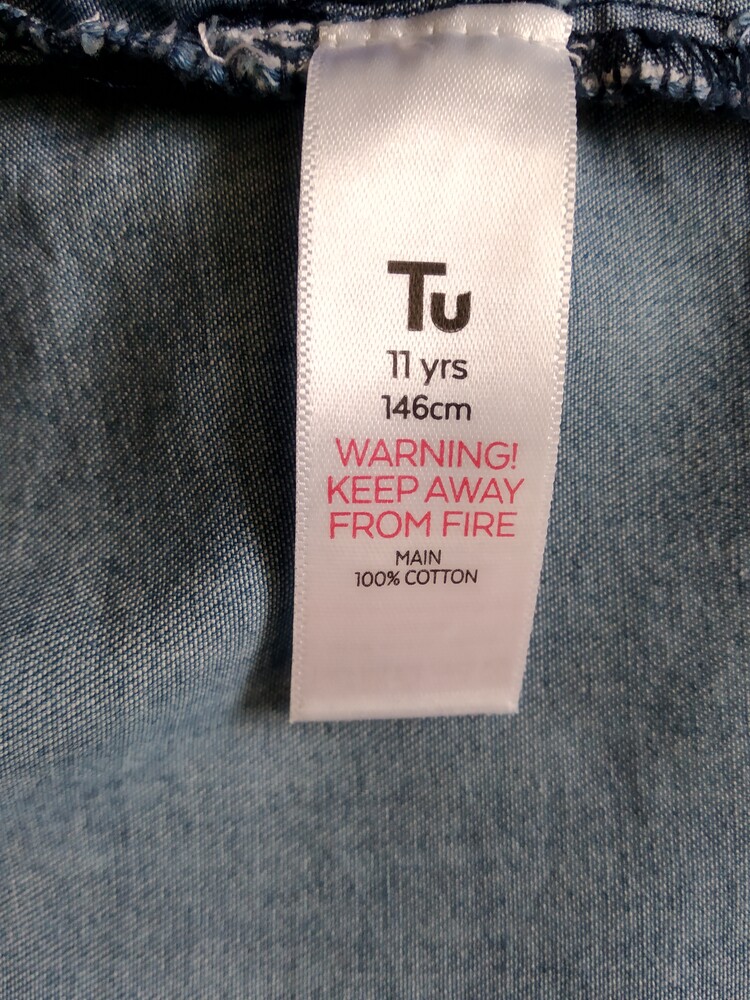 Tu
11 yrs
146cm
WARNING!
KEEP AWAY
FROM FIRE
MAIN
100% COTTON